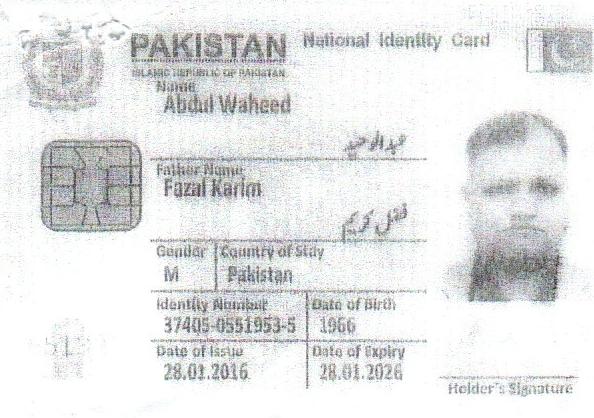 PAKISTAN National Identity Card
ISLAMIC REPUBLIC OF PAKISTAN
Name
Abdul Waheed
عبدالوحید
Father Name
Fazal Karim
فضل کریم
Gender Country of Stay
M Pakistan
Identity Number Date of Birth
37405-0551953-5 1966
Date of Issue Date of Expiry
28.01.2016 28.01.2026
Holder's Signature